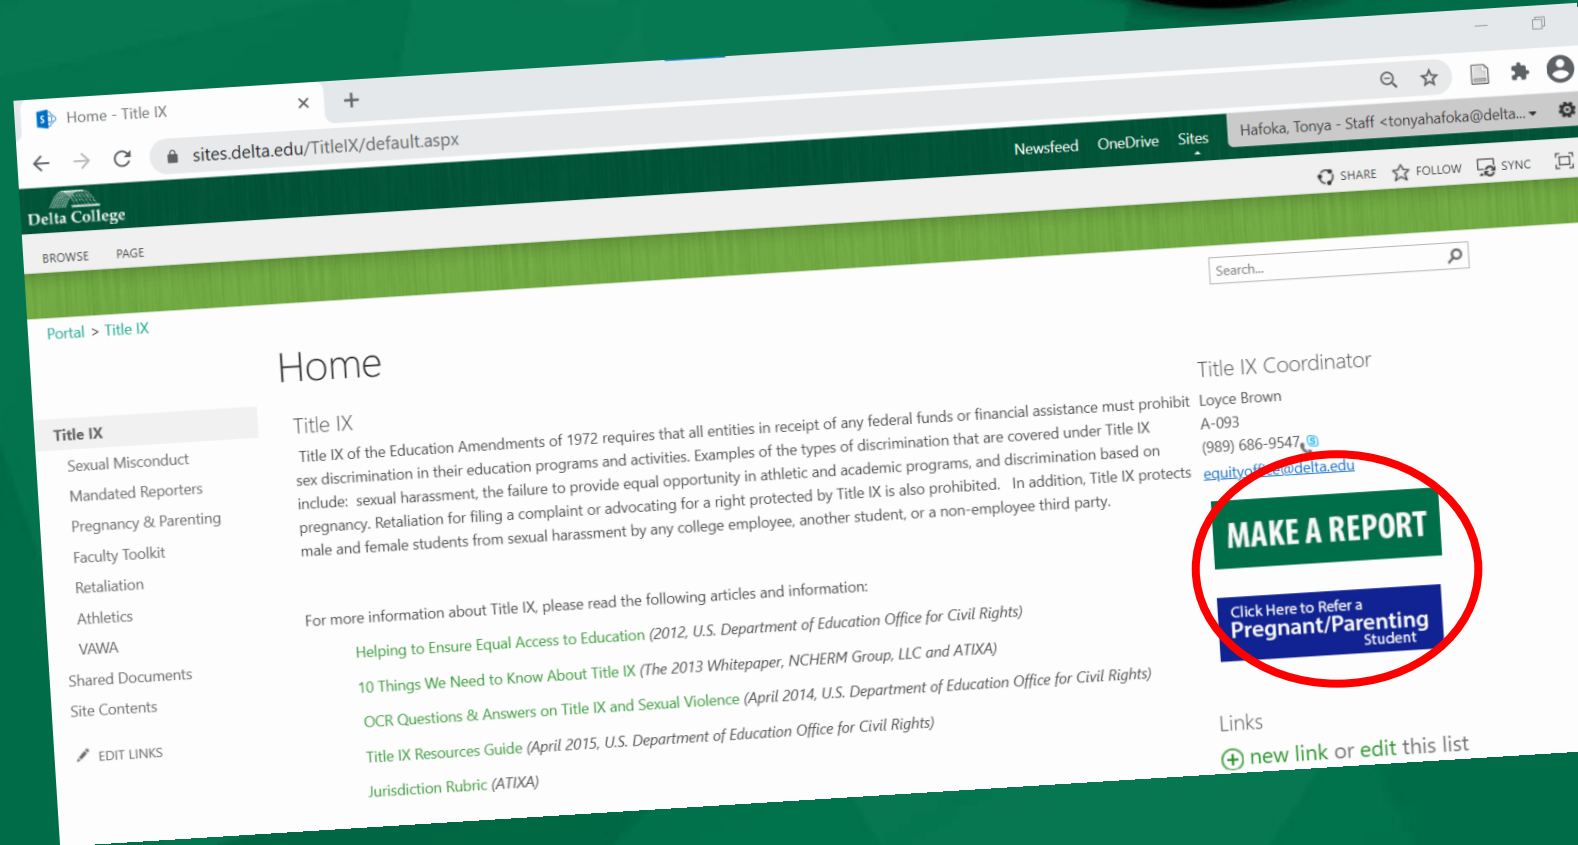 Home - Title IX
sites.delta.edu/TitleIX/default.aspx
Delta College
Newsfeed OneDrive Sites
Hafoka, Tonya - Staff <tonyahafoka@delta...
SHARE FOLLOW SYNC
BROWSE PAGE
Search...
Portal > Title IX
Home
Title IX
Sexual Misconduct
Mandated Reporters
Pregnancy & Parenting
Faculty Toolkit
Retaliation
Athletics
VAWA
Shared Documents
Site Contents
EDIT LINKS
Title IX
Title IX of the Education Amendments of 1972 requires that all entities in receipt of any federal funds or financial assistance must prohibit
sex discrimination in their education programs and activities. Examples of the types of discrimination that are covered under Title IX
include: sexual harassment, the failure to provide equal opportunity in athletic and academic programs, and discrimination based on
pregnancy. Retaliation for filing a complaint or advocating for a right protected by Title IX is also prohibited. In addition, Title IX protects
male and female students from sexual harassment by any college employee, another student, or a non-employee third party.
For more information about Title IX, please read the following articles and information:
Helping to Ensure Equal Access to Education (2012, U.S. Department of Education Office for Civil Rights)
10 Things We Need to Know About Title IX (The 2013 Whitepaper, NCHERM Group, LLC and ATIXA)
OCR Questions & Answers on Title IX and Sexual Violence (April 2014, U.S. Department of Education Office for Civil Rights)
Title IX Resources Guide (April 2015, U.S. Department of Education Office for Civil Rights)
Jurisdiction Rubric (ATIXA)
Title IX Coordinator
Loyce Brown
A-093
(989) 686-9547
equityoffice@delta.edu
MAKE A REPORT
Click Here to Refer a
Pregnant/Parenting
Student
Links
new link or edit this list